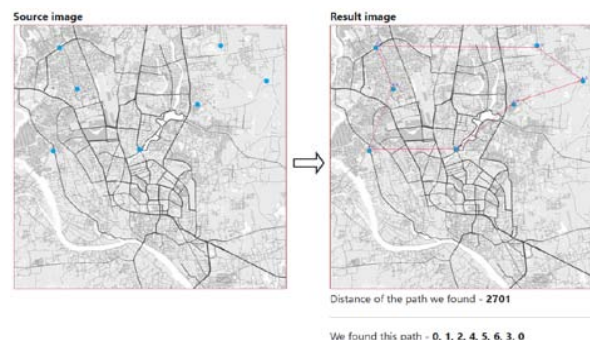 Source image
Result image
Distance of the path we found - 2701
We found this path - 0, 1, 2, 4, 5, 6, 3, 0